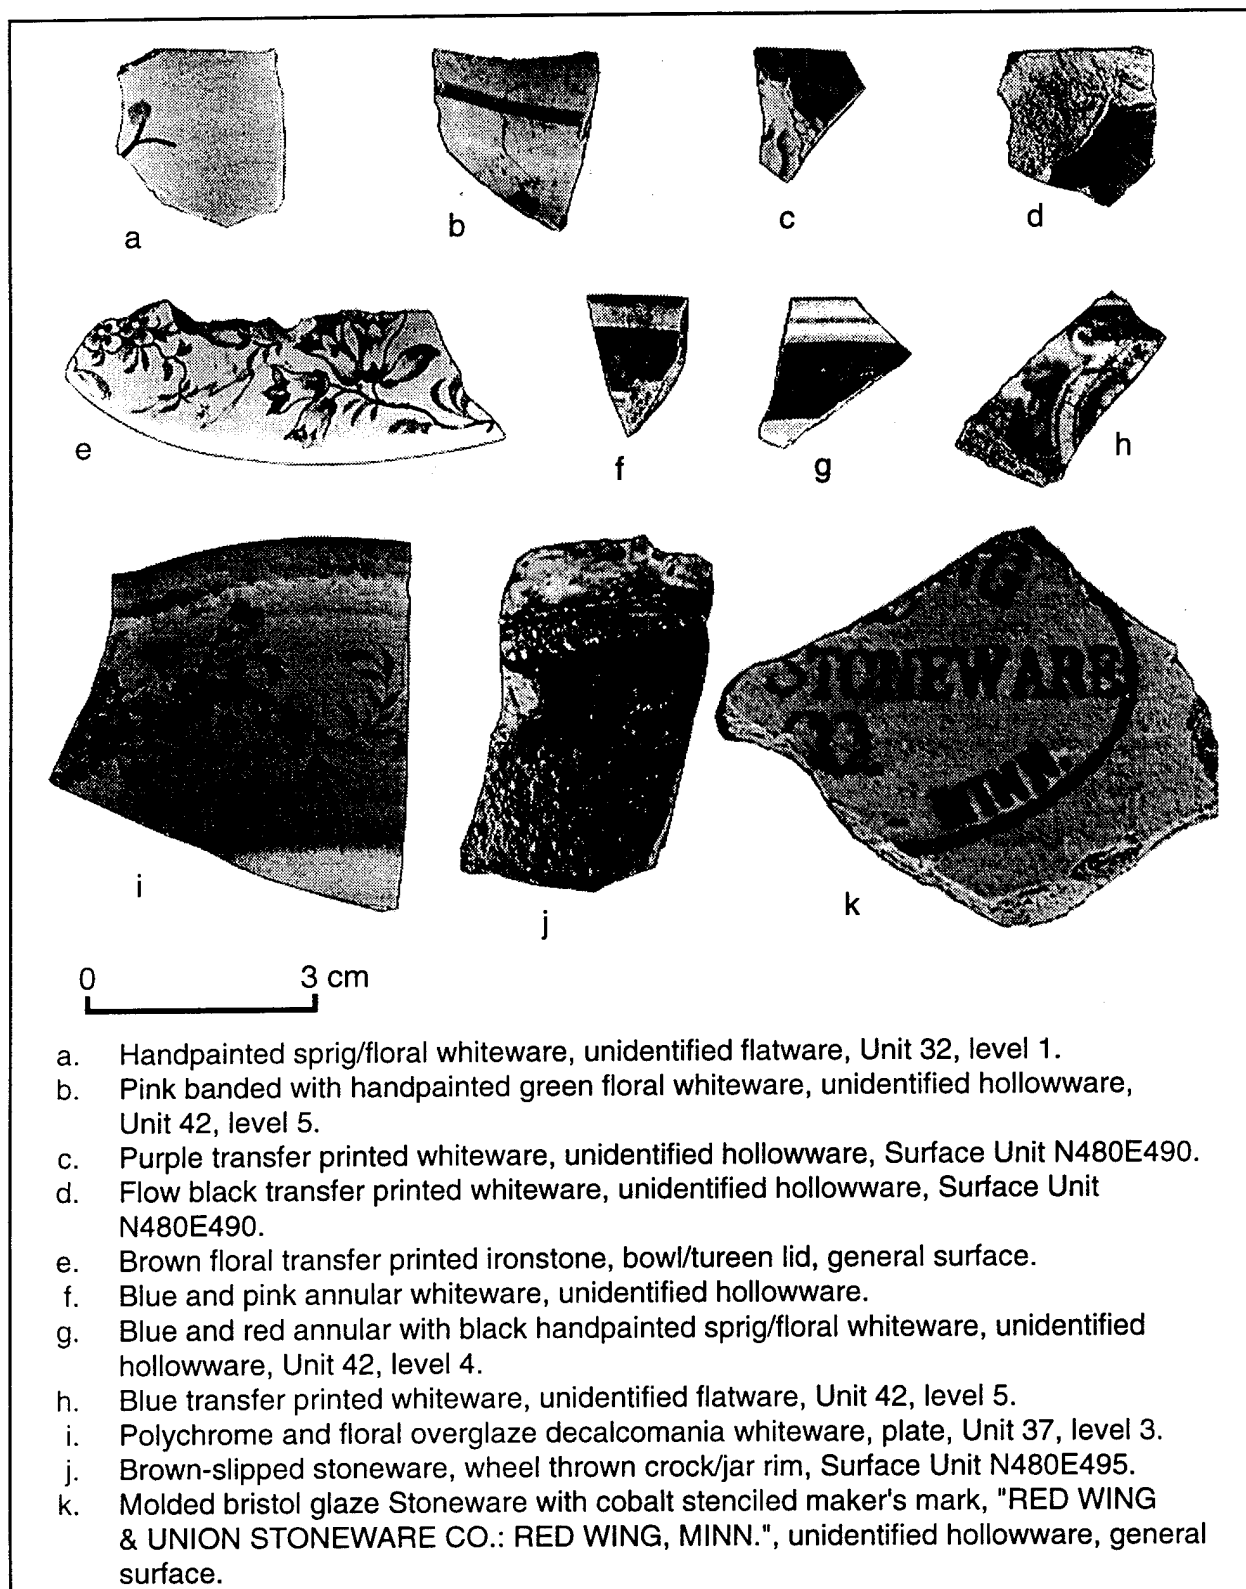 a
b
c
d
e
f
g
h
STONEWARE
MINN.
i
j
k
0 3 cm
a. Handpainted sprig/floral whiteware, unidentified flatware, Unit 32, level 1.
b. Pink banded with handpainted green floral whiteware, unidentified hollowware,
Unit 42, level 5.
c. Purple transfer printed whiteware, unidentified hollowware, Surface Unit N480E490.
d. Flow black transfer printed whiteware, unidentified hollowware, Surface Unit
N480E490.
e. Brown floral transfer printed ironstone, bowl/tureen lid, general surface.
f. Blue and pink annular whiteware, unidentified hollowware.
g. Blue and red annular with black handpainted sprig/floral whiteware, unidentified
hollowware, Unit 42, level 4.
h. Blue transfer printed whiteware, unidentified flatware, Unit 42, level 5.
i. Polychrome and floral overglaze decalcomania whiteware, plate, Unit 37, level 3.
j. Brown-slipped stoneware, wheel thrown crock/jar rim, Surface Unit N480E495.
k. Molded bristol glaze Stoneware with cobalt stenciled maker's mark, "RED WING
& UNION STONEWARE CO.: RED WING, MINN.", unidentified hollowware, general
surface.